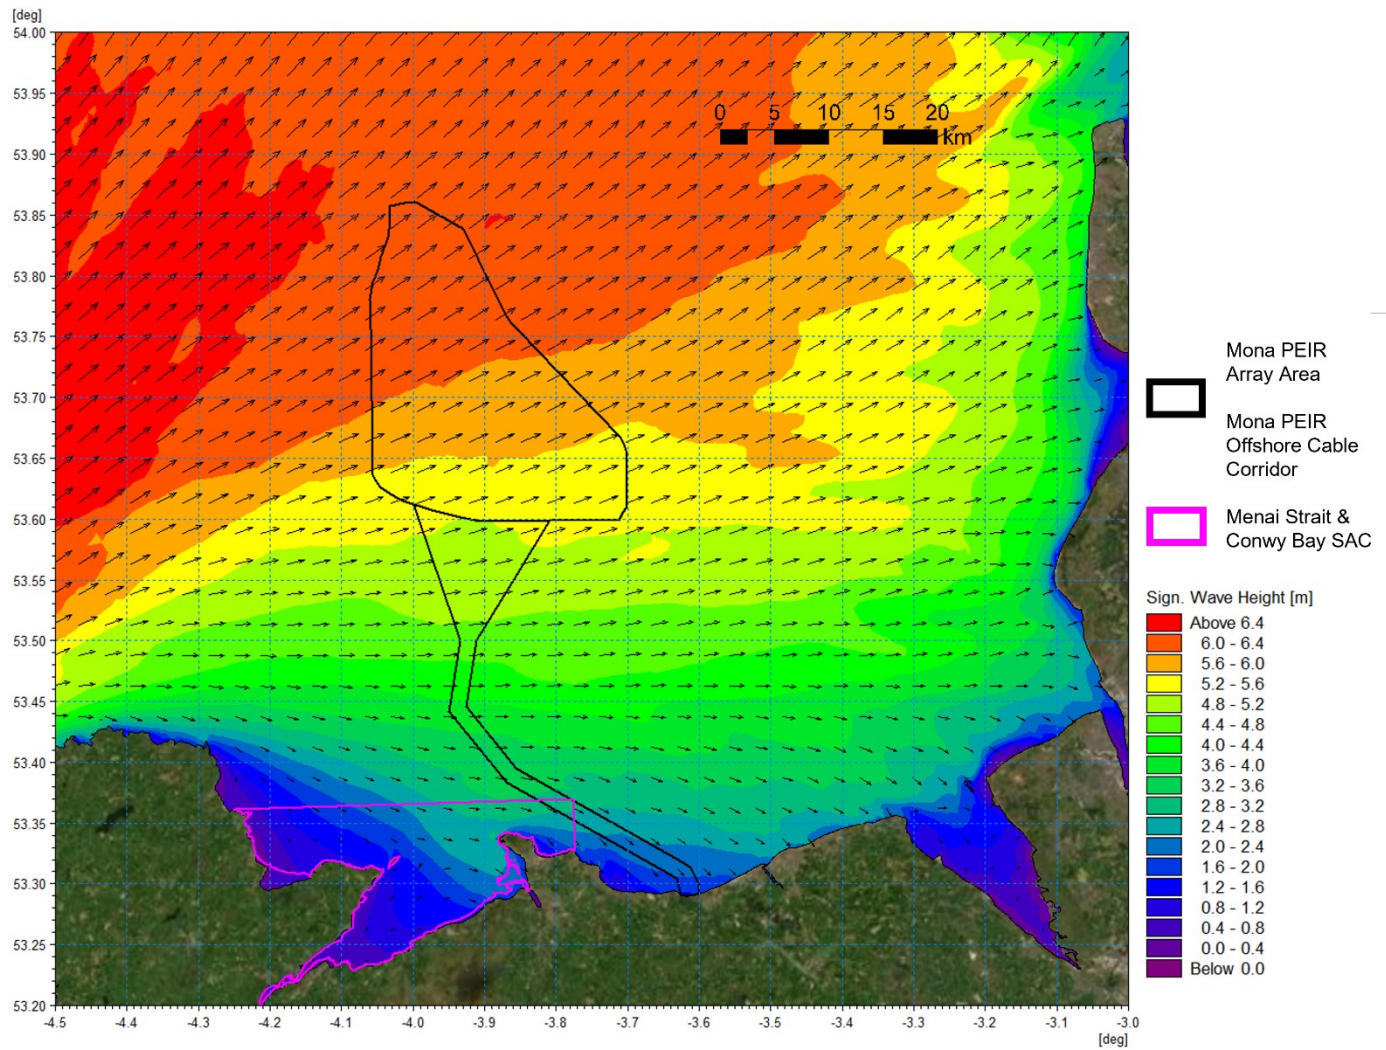 [deg]
54.00
53.95
53.90
53.85
53.80
53.75
53.70
53.65
53.60
53.55
53.50
53.45
53.40
53.35
53.30
53.25
53.20
0 5 10 15 20
km
-4.5 -4.4 -4.3 -4.2 -4.1 -4.0 -3.9 -3.8 -3.7 -3.6 -3.5 -3.4 -3.3 -3.2 -3.1 -3.0
[deg]
Mona PEIR
Array Area
Mona PEIR
Offshore Cable
Corridor
Menai Strait &
Conwy Bay SAC
Sign. Wave Height [m]
Above 6.4
6.0 - 6.4
5.6 - 6.0
5.2 - 5.6
4.8 - 5.2
4.4 - 4.8
4.0 - 4.4
3.6 - 4.0
3.2 - 3.6
2.8 - 3.2
2.4 - 2.8
2.0 - 2.4
1.6 - 2.0
1.2 - 1.6
0.8 - 1.2
0.4 - 0.8
0.0 - 0.4
Below 0.0